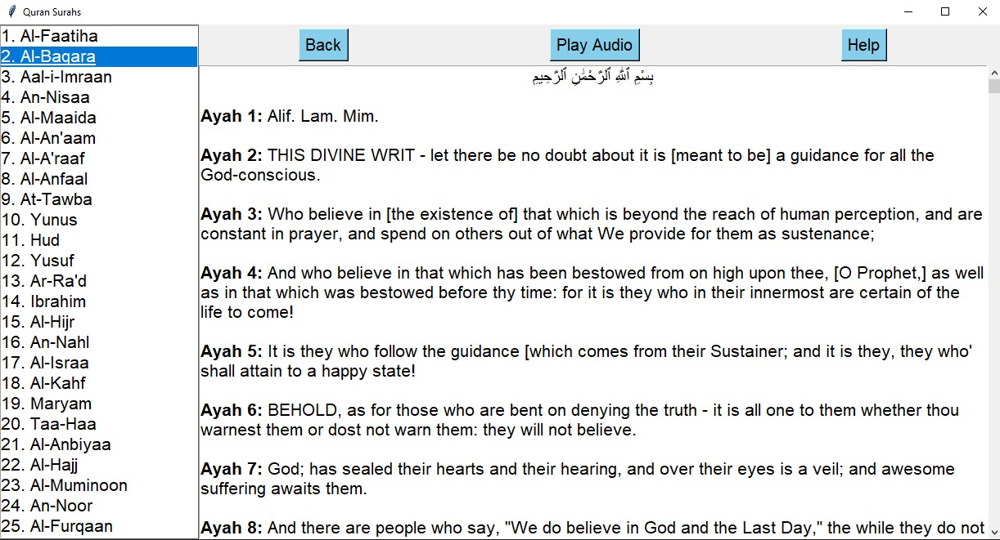 Quran Surahs
1. Al-Faatiha
2. Al-Baqara
3. Aal-i-Imraan
4. An-Nisaa
5. Al-Maaida
6. Al-An'aam
7. Al-A'raaf
8. Al-Anfaal
9. At-Tawba
10. Yunus
11. Hud
12. Yusuf
13. Ar-Ra'd
14. Ibrahim
15. Al-Hijr
16. An-Nahl
17. Al-Israa
18. Al-Kahf
19. Maryam
20. Taa-Haa
21. Al-Anbiyaa
22. Al-Hajj
23. Al-Muminoon
24. An-Noor
25. Al-Furqaan
Back
Play Audio
Help
بِسْمِ ٱللَّهِ ٱلرَّحْمَٰنِ ٱلرَّحِيمِ
Ayah 1: Alif. Lam. Mim.
Ayah 2: THIS DIVINE WRIT - let there be no doubt about it is [meant to be] a guidance for all the
God-conscious.
Ayah 3: Who believe in [the existence of] that which is beyond the reach of human perception, and are
constant in prayer, and spend on others out of what We provide for them as sustenance;
Ayah 4: And who believe in that which has been bestowed from on high upon thee, [O Prophet,] as well
as in that which was bestowed before thy time: for it is they who in their innermost are certain of the
life to come!
Ayah 5: It is they who follow the guidance [which comes from their Sustainer; and it is they, they who'
shall attain to a happy state!
Ayah 6: BEHOLD, as for those who are bent on denying the truth - it is all one to them whether thou
warnest them or dost not warn them: they will not believe.
Ayah 7: God; has sealed their hearts and their hearing, and over their eyes is a veil; and awesome
suffering awaits them.
Ayah 8: And there are people who say, "We do believe in God and the Last Day," the while they do not